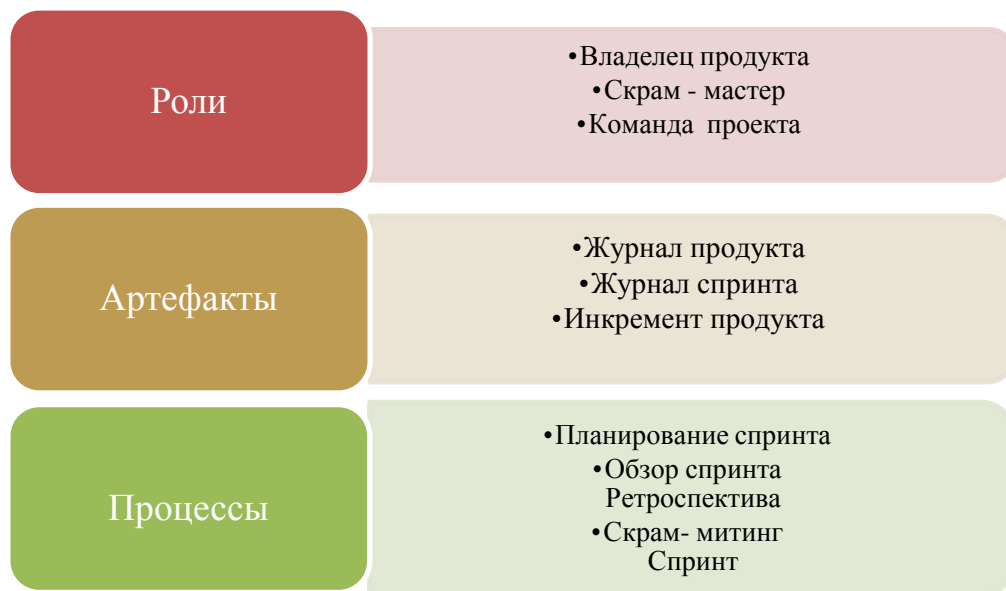 Роли
•Владелец продукта
•Скрам - мастер
•Команда проекта
Артефакты
•Журнал продукта
•Журнал спринта
•Инкремент продукта
Процессы
•Планирование спринта
•Обзор спринта
Ретроспектива
•Скрам- митинг
Спринт